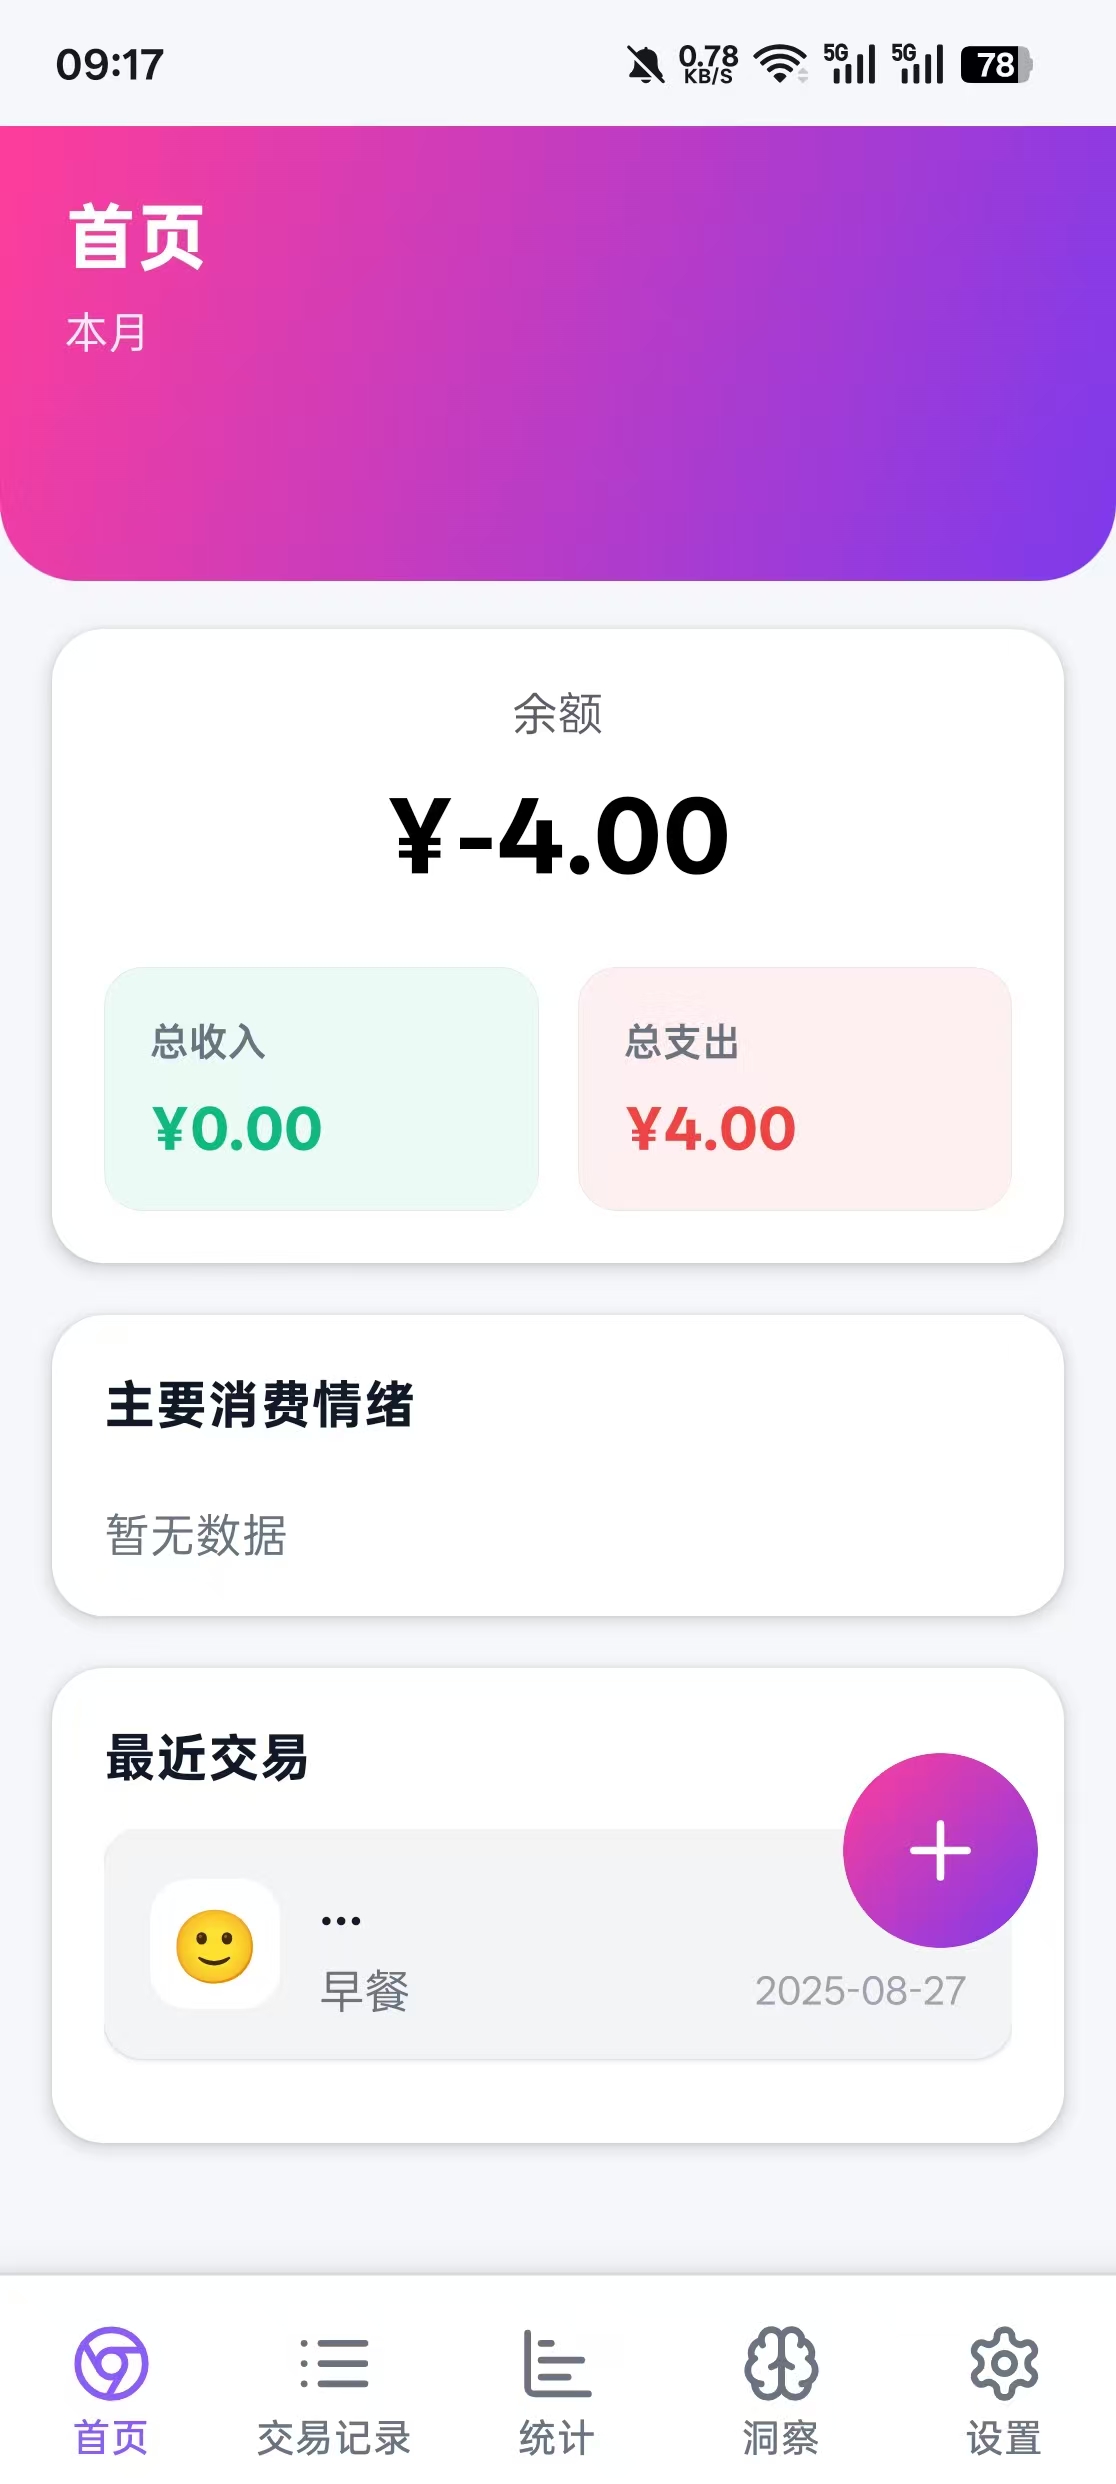 09:17
0.78
KB/S
5G
5G
78
首页
本月
余额
¥-4.00
总收入
总支出
¥0.00
¥4.00
主要消费情绪
暂无数据
最近交易
...
早餐
2025-08-27
首页
交易记录
统计
洞察
设置